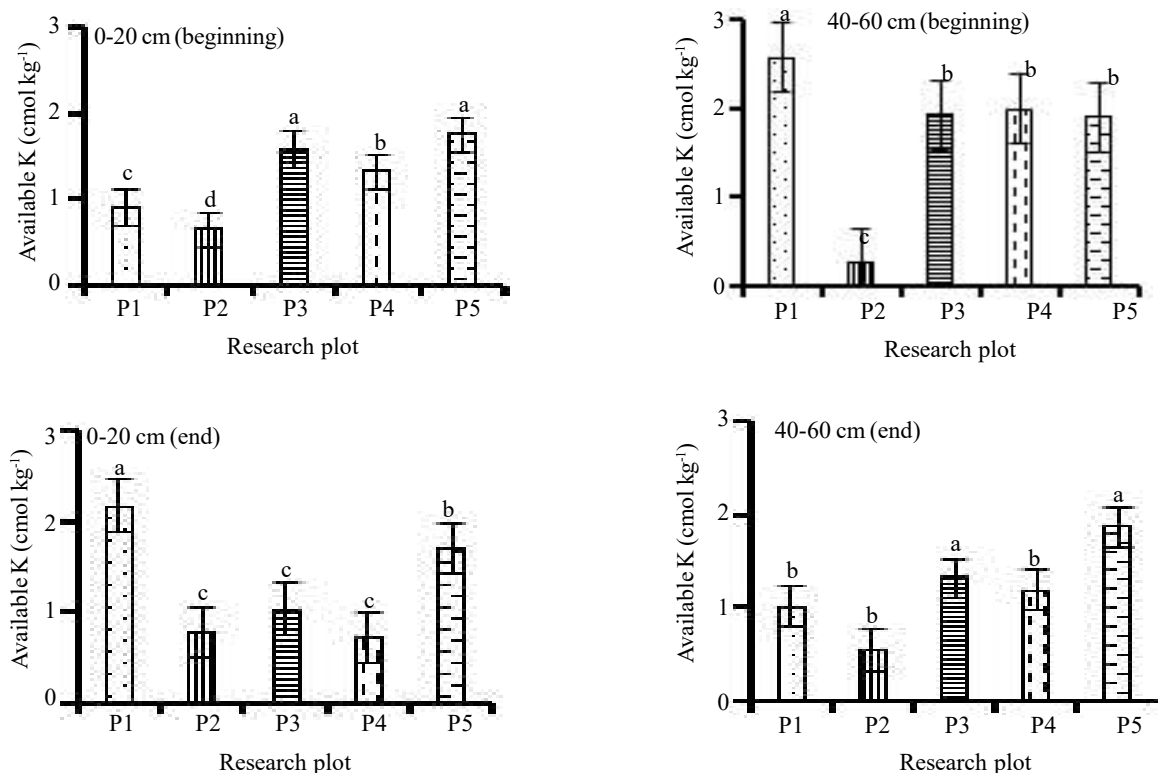 0-20 cm (beginning)
Available K (cmol kg⁻¹)
3
2
1
0
c
d
a
b
a
P1 P2 P3 P4 P5
Research plot
40-60 cm (beginning)
Available K (cmol kg⁻¹)
3
2
1
0
a
c
b
b
b
P1 P2 P3 P4 P5
Research plot
0-20 cm (end)
Available K (cmol kg⁻¹)
3
2
1
0
a
c
c
c
b
P1 P2 P3 P4 P5
Research plot
40-60 cm (end)
Available K (cmol kg⁻¹)
3
2
1
0
b
b
a
b
a
P1 P2 P3 P4 P5
Research plot